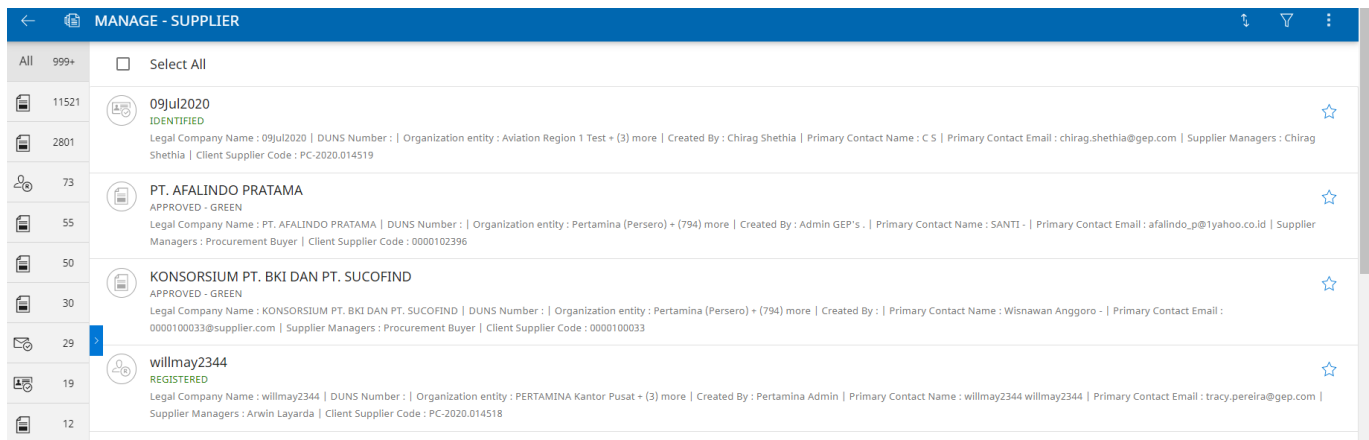 MANAGE - SUPPLIER
All 999+
Select All
11521
2801
73
55
50
30
29
19
12
09Jul2020
IDENTIFIED
Legal Company Name : 09Jul2020 | DUNS Number : | Organization entity : Aviation Region 1 Test + (3) more | Created By : Chirag Shethia | Primary Contact Name : C S | Primary Contact Email : chirag.shethia@gep.com | Supplier Managers : Chirag
Shethia | Client Supplier Code : PC-2020.014519
PT. AFALINDO PRATAMA
APPROVED - GREEN
Legal Company Name : PT. AFALINDO PRATAMA | DUNS Number : | Organization entity : Pertamina (Persero) + (794) more | Created By : Admin GEP's . | Primary Contact Name : SANTI - | Primary Contact Email : afalindo_p@1yahoo.co.id | Supplier
Managers : Procurement Buyer | Client Supplier Code : 0000102396
KONSORSIUM PT. BKI DAN PT. SUCOFIND
APPROVED - GREEN
Legal Company Name : KONSORSIUM PT. BKI DAN PT. SUCOFIND | DUNS Number : | Organization entity : Pertamina (Persero) + (794) more | Created By : | Primary Contact Name : Wisnawan Anggoro - | Primary Contact Email :
0000100033@supplier.com | Supplier Managers : Procurement Buyer | Client Supplier Code : 0000100033
willmay2344
REGISTERED
Legal Company Name : willmay2344 | DUNS Number : | Organization entity : PERTAMINA Kantor Pusat + (3) more | Created By : Pertamina Admin | Primary Contact Name : willmay2344 willmay2344 | Primary Contact Email : tracy.pereira@gep.com |
Supplier Managers : Arwin Layarda | Client Supplier Code : PC-2020.014518